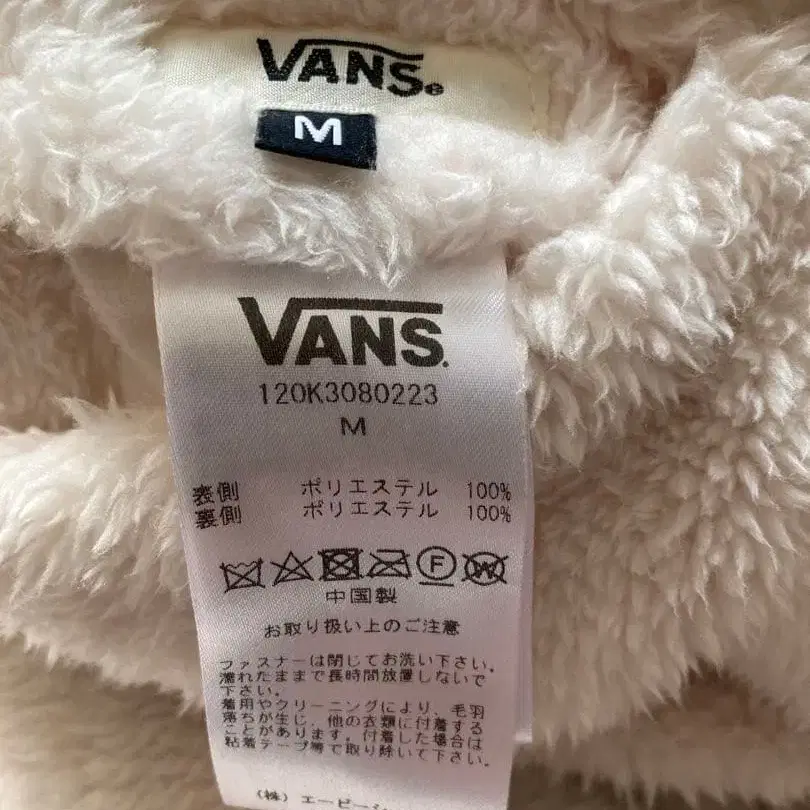 VANS®
M
VANS.
120K3080223
M
表側 ポリエステル 100%
裏側 ポリエステル 100%
F W
中国製
お取り扱い上のご注意
ファスナーは閉じてお洗い下さい。
濡れたままで長時間放置しないで
下さい。
着用やクリーニングにより、毛羽
落ちが生じ、他の衣類に付着する
ことがあります。付着した場合は
粘着テープ等で取り除いて下さい。
(株) エービーシ